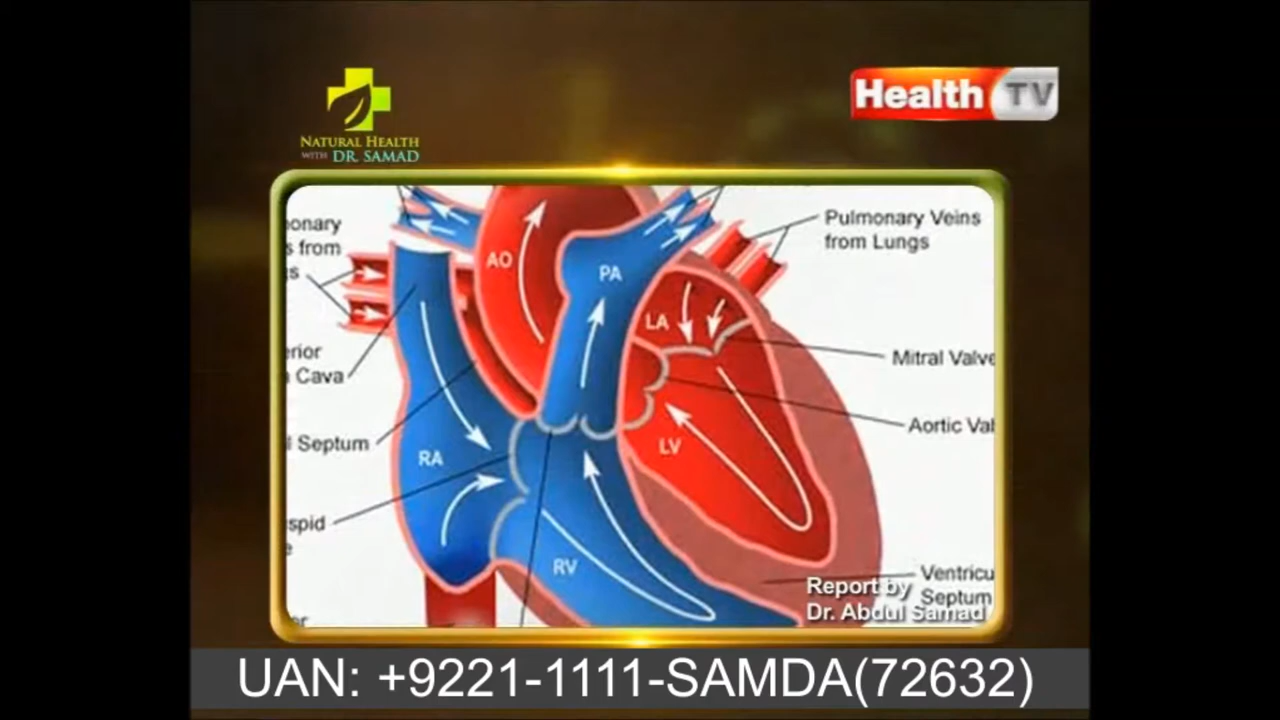 Health TV
NATURAL HEALTH
WITH DR. SAMAD
onary
s from
gs
Pulmonary Veins
from Lungs
AO
PA
LA
erior
Cava
Mitral Valve
Aortic Val
l Septum
RA
LV
spid
e
RV
Ventricu
Septum
Report by
Dr. Abdul Samad
er
UAN: +9221-1111-SAMDA(72632)